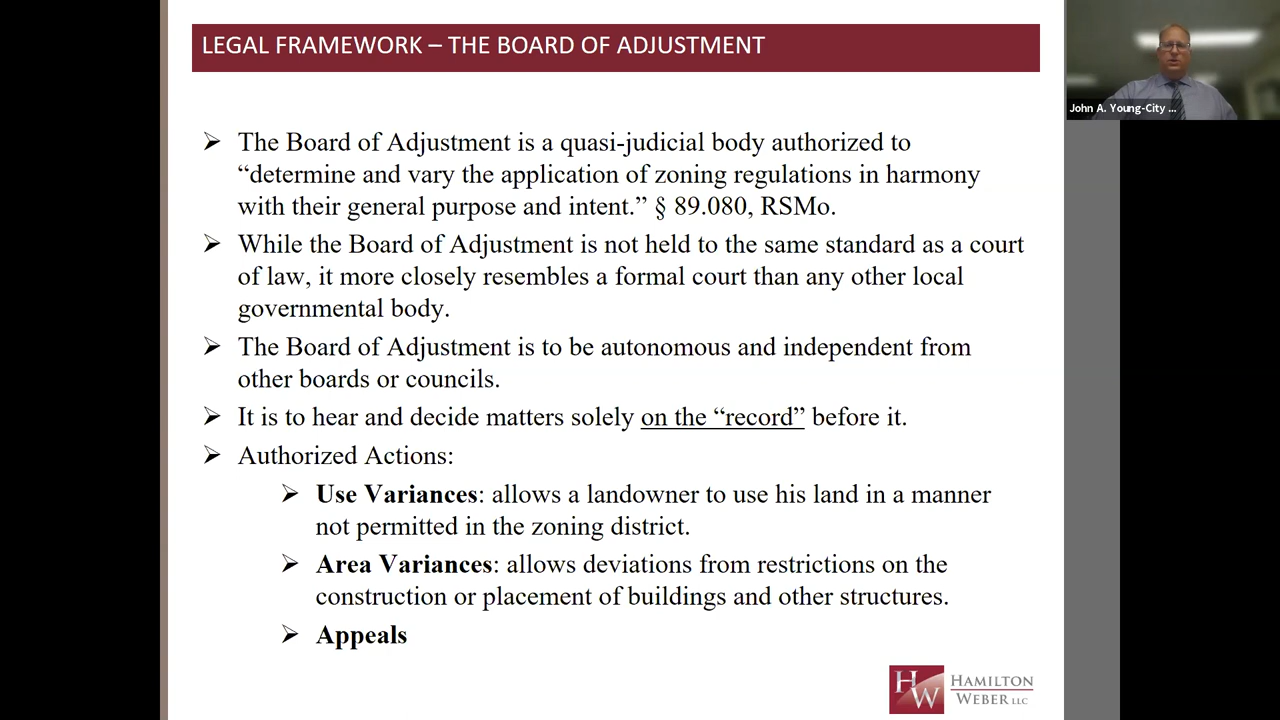 LEGAL FRAMEWORK – THE BOARD OF ADJUSTMENT
John A. Young-City ...
➢ The Board of Adjustment is a quasi-judicial body authorized to
“determine and vary the application of zoning regulations in harmony
with their general purpose and intent.” § 89.080, RSMo.
➢ While the Board of Adjustment is not held to the same standard as a court
of law, it more closely resembles a formal court than any other local
governmental body.
➢ The Board of Adjustment is to be autonomous and independent from
other boards or councils.
➢ It is to hear and decide matters solely on the “record” before it.
➢ Authorized Actions:
➢ Use Variances: allows a landowner to use his land in a manner
not permitted in the zoning district.
➢ Area Variances: allows deviations from restrictions on the
construction or placement of buildings and other structures.
➢ Appeals
HW
HAMILTON
WEBER LLC